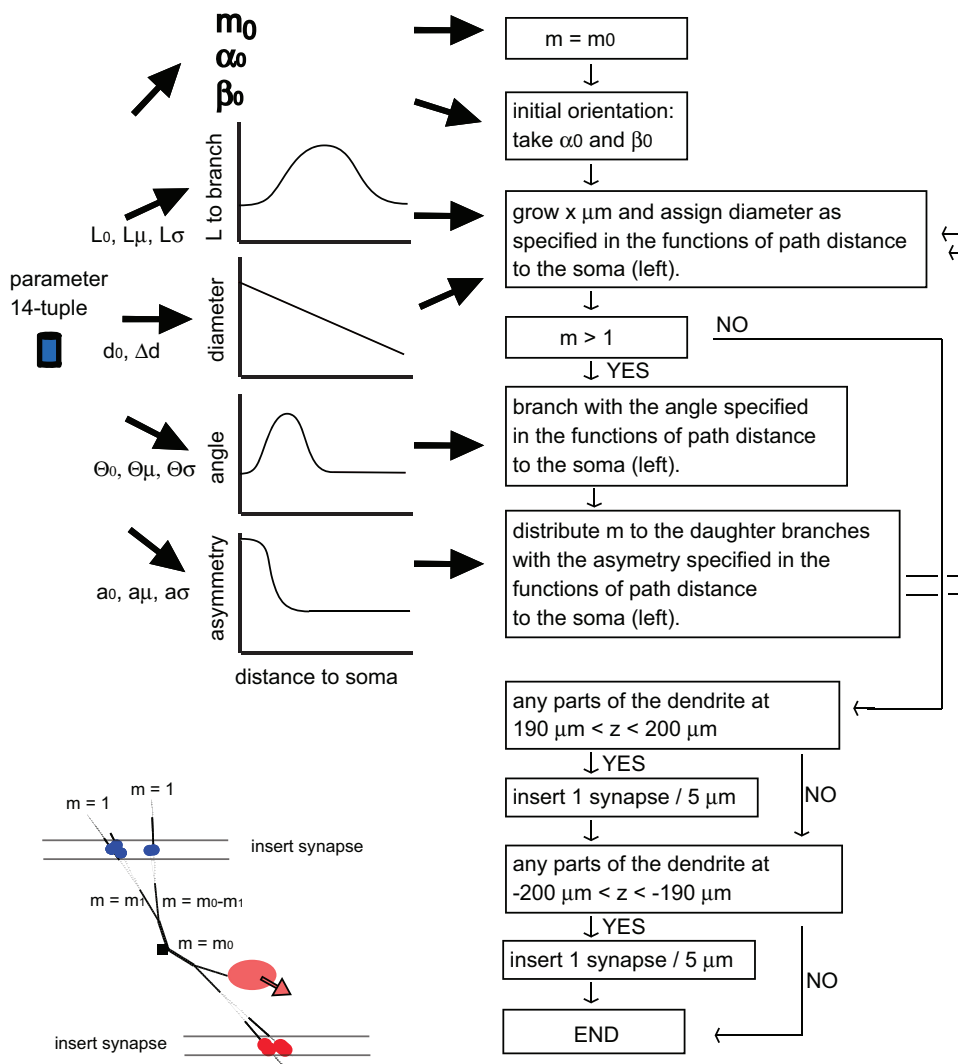 m0
α0
β0
L to branch
L0, Lμ, Lσ
parameter
14-tuple
diameter
d0, Δd
angle
Θ0, Θμ, Θσ
asymmetry
a0, aμ, aσ
distance to soma
m = m0
initial orientation:
take α0 and β0
grow x μm and assign diameter as
specified in the functions of path distance
to the soma (left).
m > 1
NO
YES
branch with the angle specified
in the functions of path distance
to the soma (left).
distribute m to the daughter branches
with the asymetry specified in the
functions of path distance
to the soma (left).
any parts of the dendrite at
190 μm < z < 200 μm
YES
NO
insert 1 synapse / 5 μm
any parts of the dendrite at
-200 μm < z < -190 μm
YES
NO
insert 1 synapse / 5 μm
END
m = 1
m = 1
insert synapse
m = m1
m = m0-m1
m = m0
insert synapse